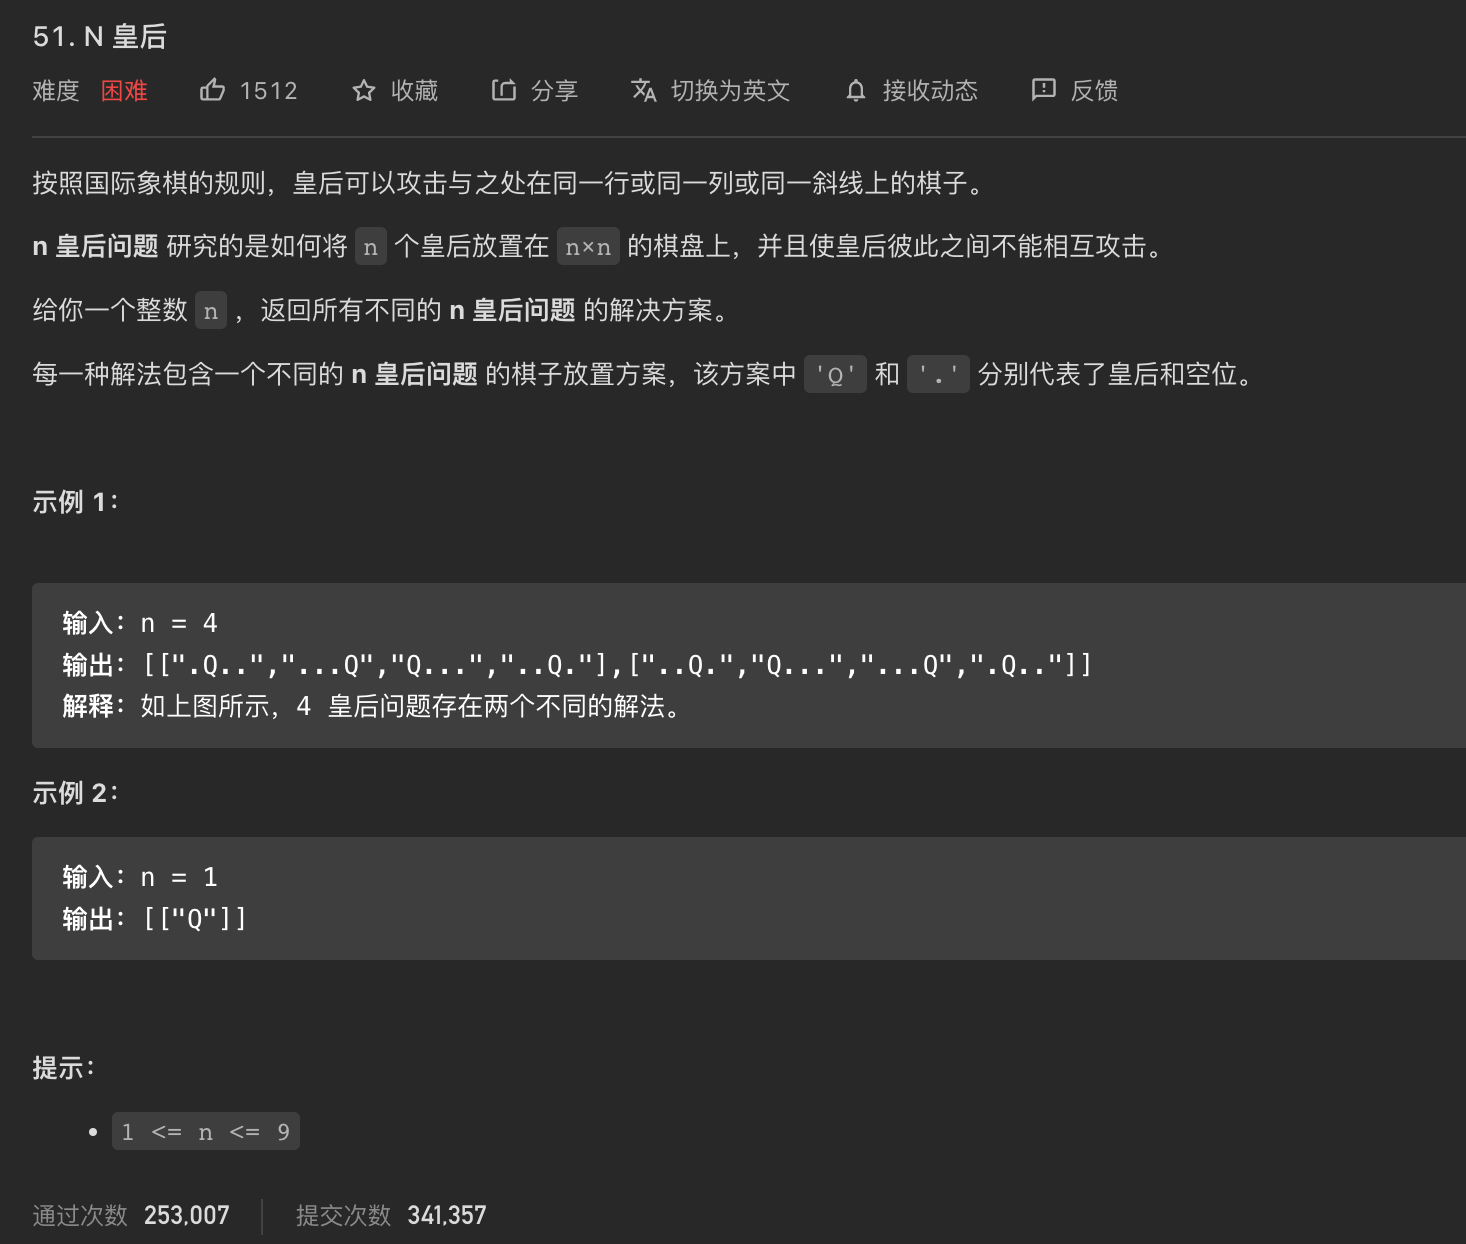 51. N 皇后
难度 困难 1512 收藏 分享 切换为英文 接收动态 反馈
按照国际象棋的规则，皇后可以攻击与之处在同一行或同一列或同一斜线上的棋子。
n 皇后问题 研究的是如何将 n 个皇后放置在 n×n 的棋盘上，并且使皇后彼此之间不能相互攻击。
给你一个整数 n ，返回所有不同的 n 皇后问题 的解决方案。
每一种解法包含一个不同的 n 皇后问题 的棋子放置方案，该方案中 'Q' 和 '.' 分别代表了皇后和空位。
示例 1：
输入：n = 4
输出：[[".Q..","...Q","Q...","..Q."],["..Q.","Q...","...Q",".Q.."]]
解释：如上图所示，4 皇后问题存在两个不同的解法。
示例 2：
输入：n = 1
输出：[["Q"]]
提示：
• 1 <= n <= 9
通过次数 253,007 提交次数 341,357